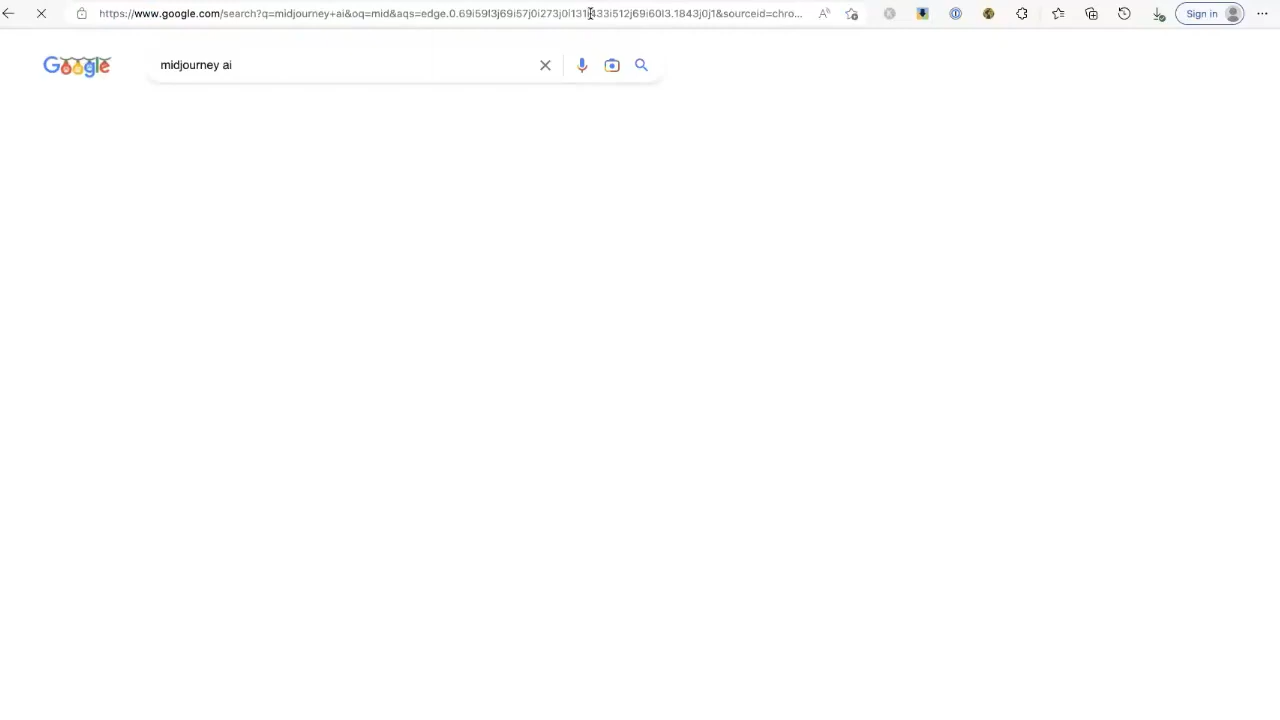 https://www.google.com/search?q=midjourney+ai&oq=mid&aqs=edge.0.69i59l3j69i57j0i273j0l131i433i512j69i60l3.1843j0j1&sourceid=chro...
Sign in
Google
midjourney ai